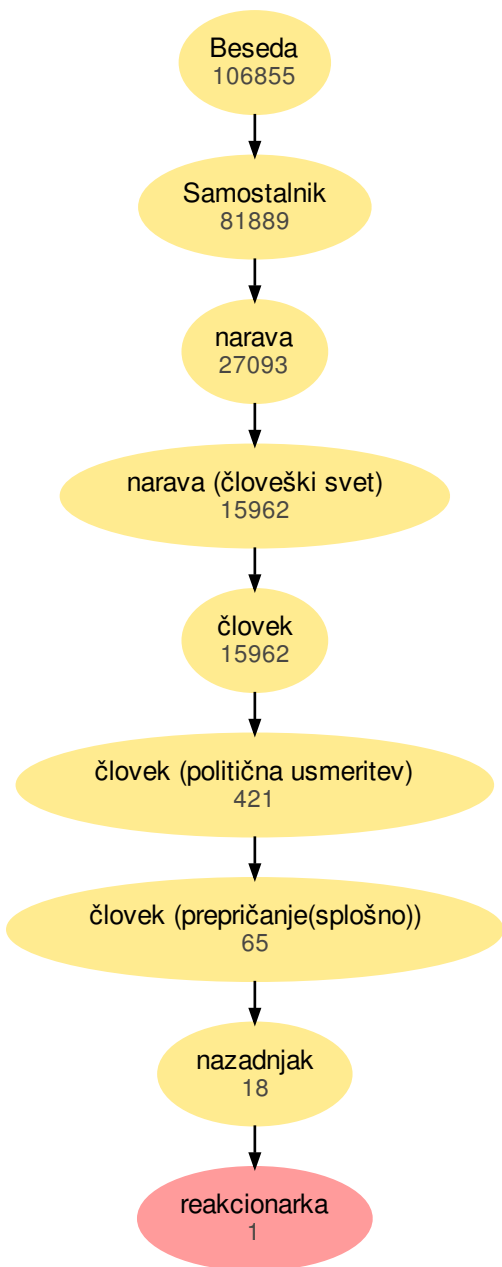 Beseda
106855
Samostalnik
81889
narava
27093
narava (človeški svet)
15962
človek
15962
človek (politična usmeritev)
421
človek (prepričanje(splošno))
65
nazadnjak
18
reakcionarka
1